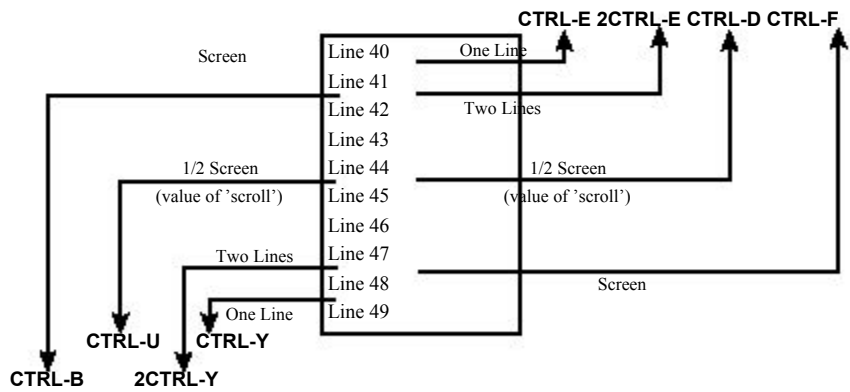 CTRL-E 2CTRL-E CTRL-D CTRL-F
Screen
Line 40
One Line
Line 41
Two Lines
Line 42
Line 43
1/2 Screen
Line 44
1/2 Screen
(value of ’scroll’)
Line 45
(value of ’scroll’)
Line 46
Two Lines
Line 47
Line 48
Screen
One Line
Line 49
CTRL-U
CTRL-Y
CTRL-B
2CTRL-Y